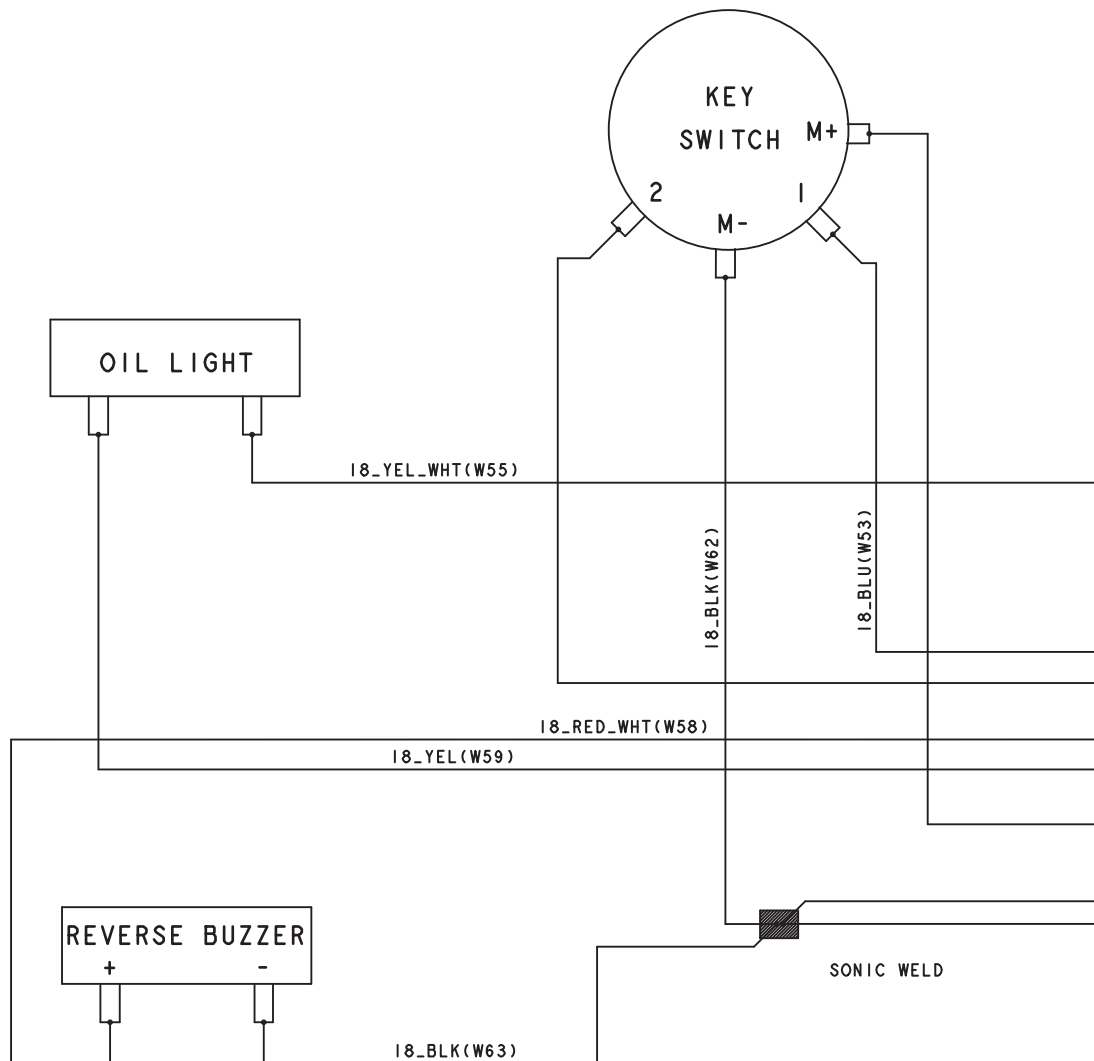 KEY
SWITCH
M+
2
1
M-
OIL LIGHT
18_YEL_WHT(W55)
18_BLK(W62)
18_BLU(W53)
18_RED_WHT(W58)
18_YEL(W59)
REVERSE BUZZER
+ -
SONIC WELD
18_BLK(W63)